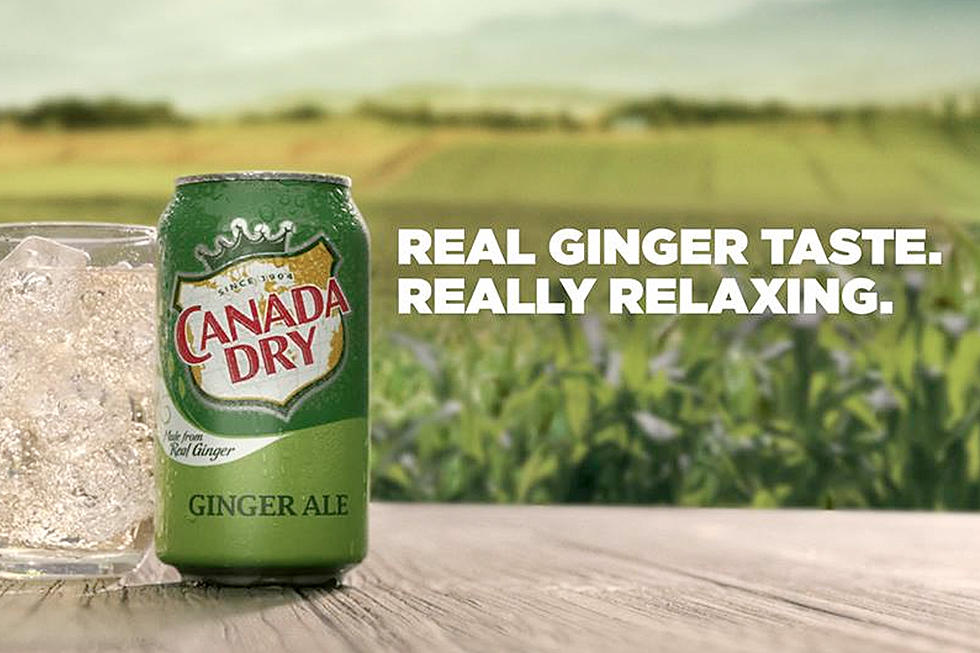 SINCE 1904
CANADA
DRY
Made from
Real Ginger
GINGER ALE
REAL GINGER TASTE.
REALLY RELAXING.